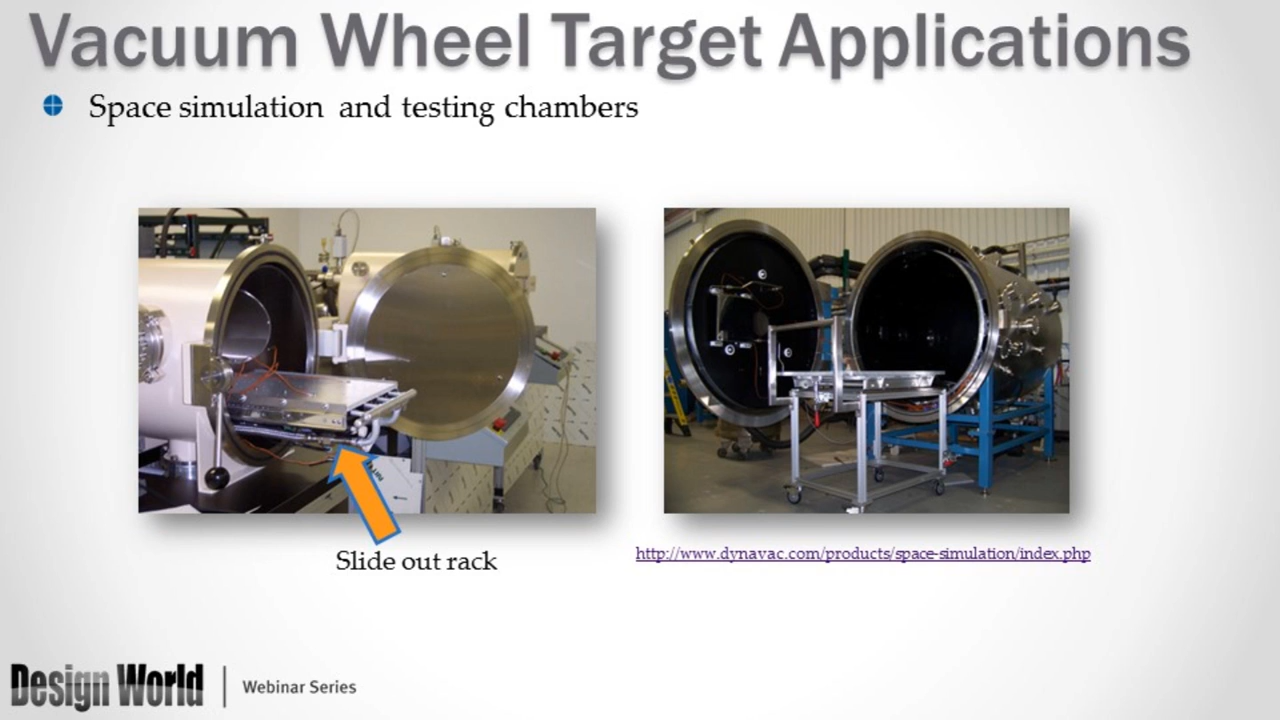 Vacuum Wheel Target Applications
Space simulation and testing chambers
Slide out rack
http://www.dynavac.com/products/space-simulation/index.php
Design World
Webinar Series